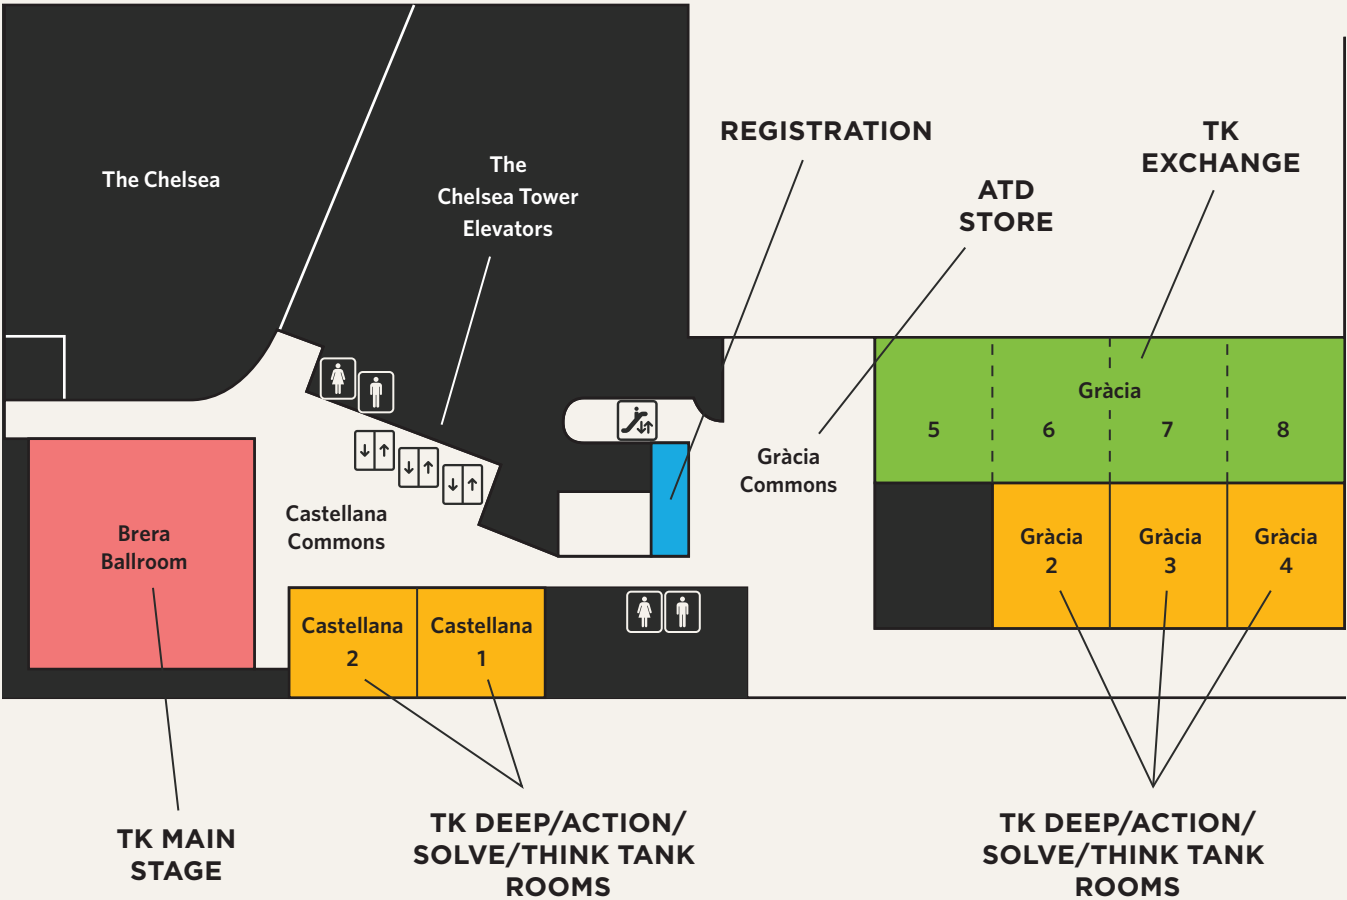 REGISTRATION
TK
EXCHANGE
ATD
STORE
The Chelsea
The
Chelsea Tower
Elevators
Gràcia
5
6
7
8
Gràcia
Commons
Castellana
Commons
Brera
Ballroom
Gràcia
2
Gràcia
3
Gràcia
4
Castellana
2
Castellana
1
TK MAIN
STAGE
TK DEEP/ACTION/
SOLVE/THINK TANK
ROOMS
TK DEEP/ACTION/
SOLVE/THINK TANK
ROOMS